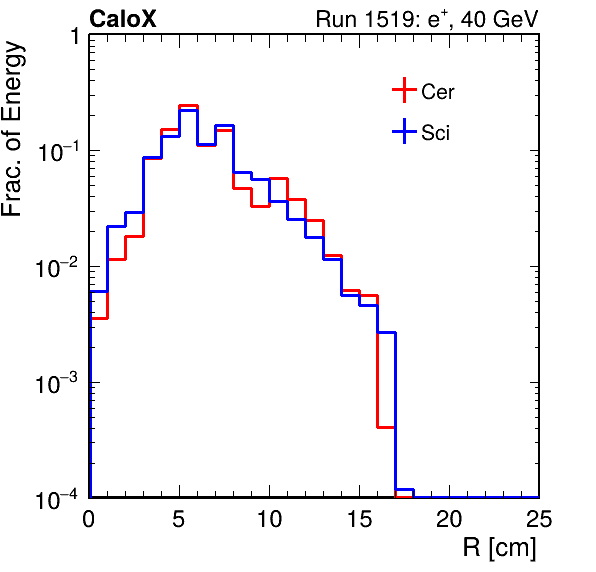 CaloX Run 1519: e⁺, 40 GeV
Frac. of Energy
1
10⁻¹
10⁻²
10⁻³
10⁻⁴
Cer
Sci
0 5 10 15 20 25
R [cm]